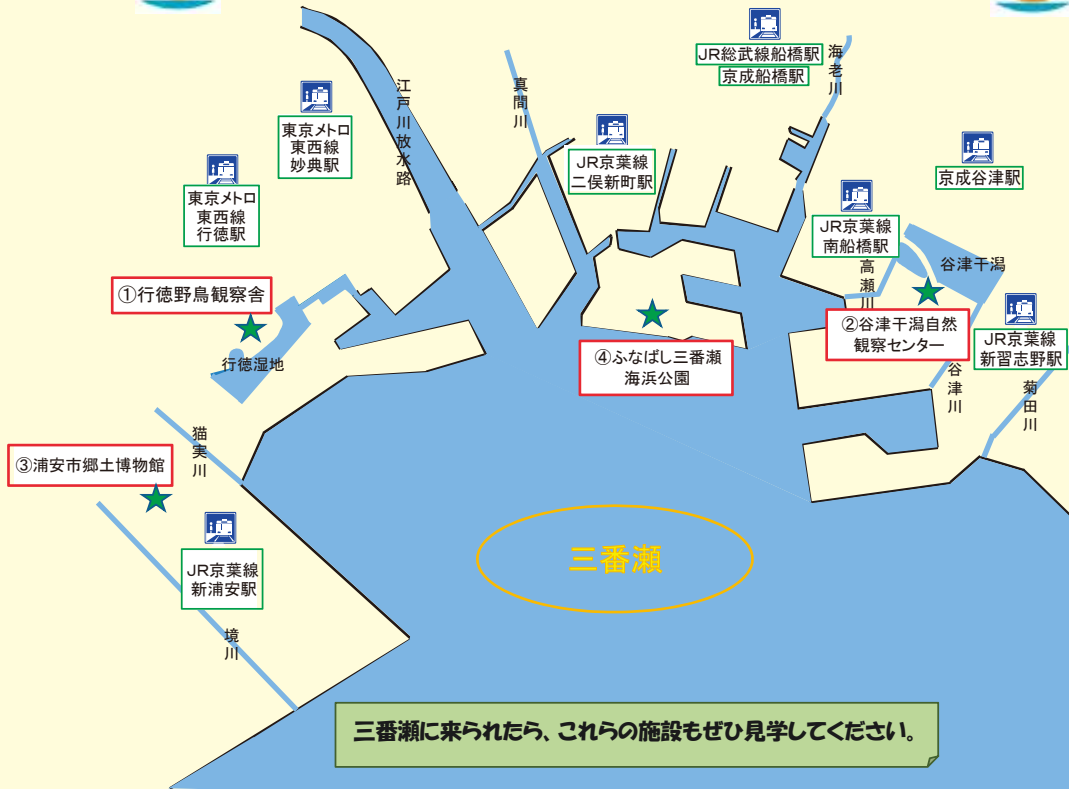 JR総武線船橋駅
京成船橋駅
海老川
江戸川放水路
真間川
東京メトロ
東西線
妙典駅
JR京葉線
二俣新町駅
京成谷津駅
東京メトロ
東西線
行徳駅
JR京葉線
南船橋駅
高瀬川
谷津干潟
①行徳野鳥観察舎
行徳湿地
②谷津干潟自然
観察センター
JR京葉線
新習志野駅
④ふなばし三番瀬
海浜公園
谷津川
菊田川
猫実川
③浦安市郷土博物館
JR京葉線
新浦安駅
境川
三番瀬
三番瀬に来られたら、これらの施設もぜひ見学してください。